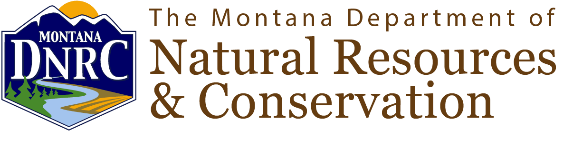 MONTANA
DNRC
The Montana Department of
Natural Resources
& Conservation